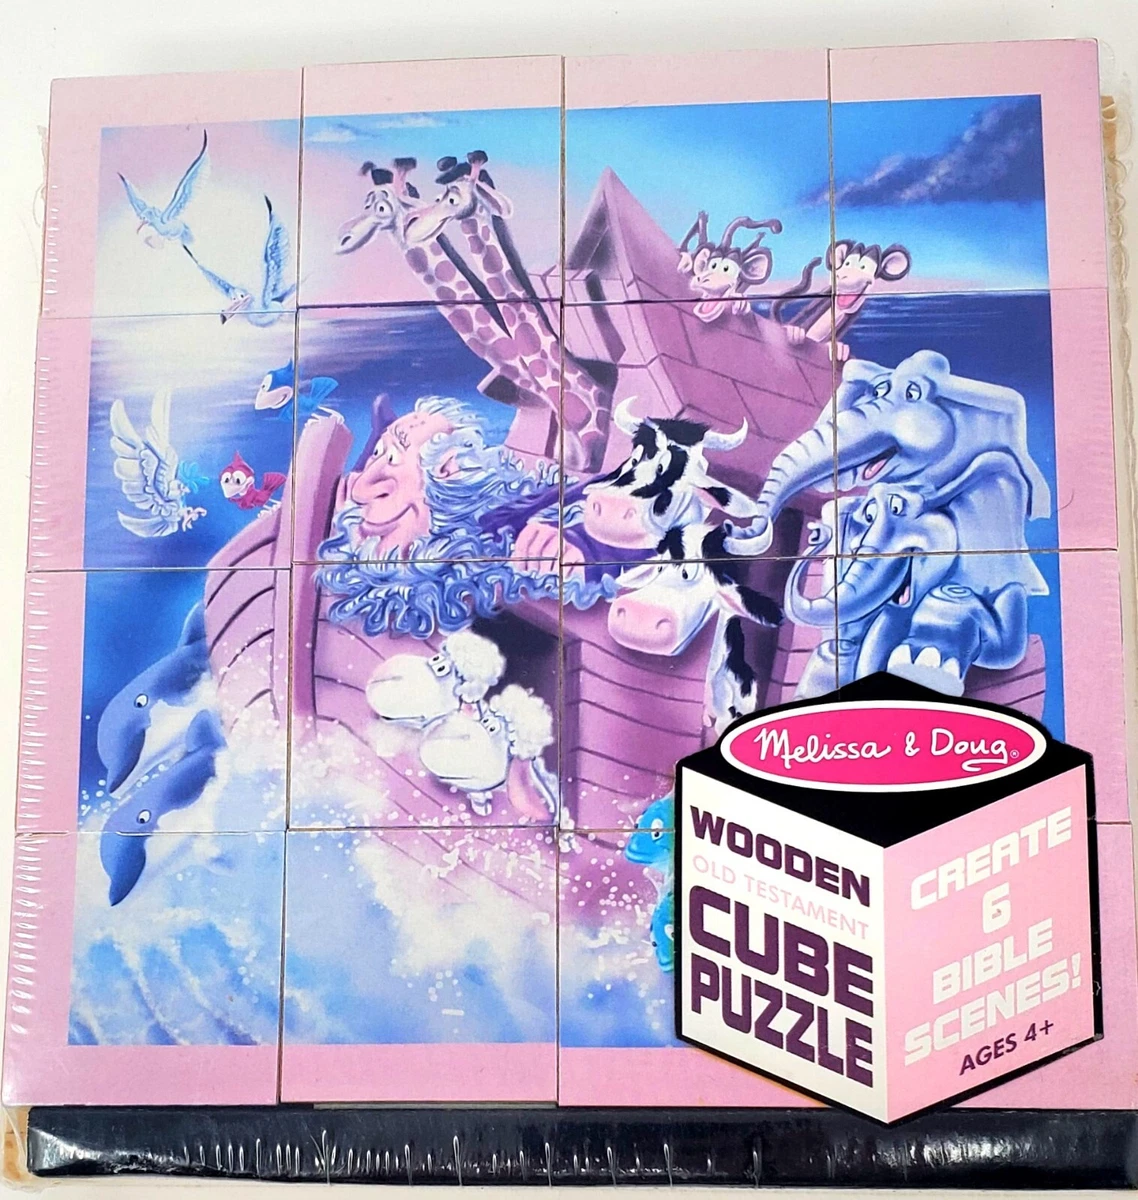 Melissa & Doug®
WOODEN
OLD TESTAMENT
CUBE
PUZZLE
CREATE
6
BIBLE
SCENES!
AGES 4+